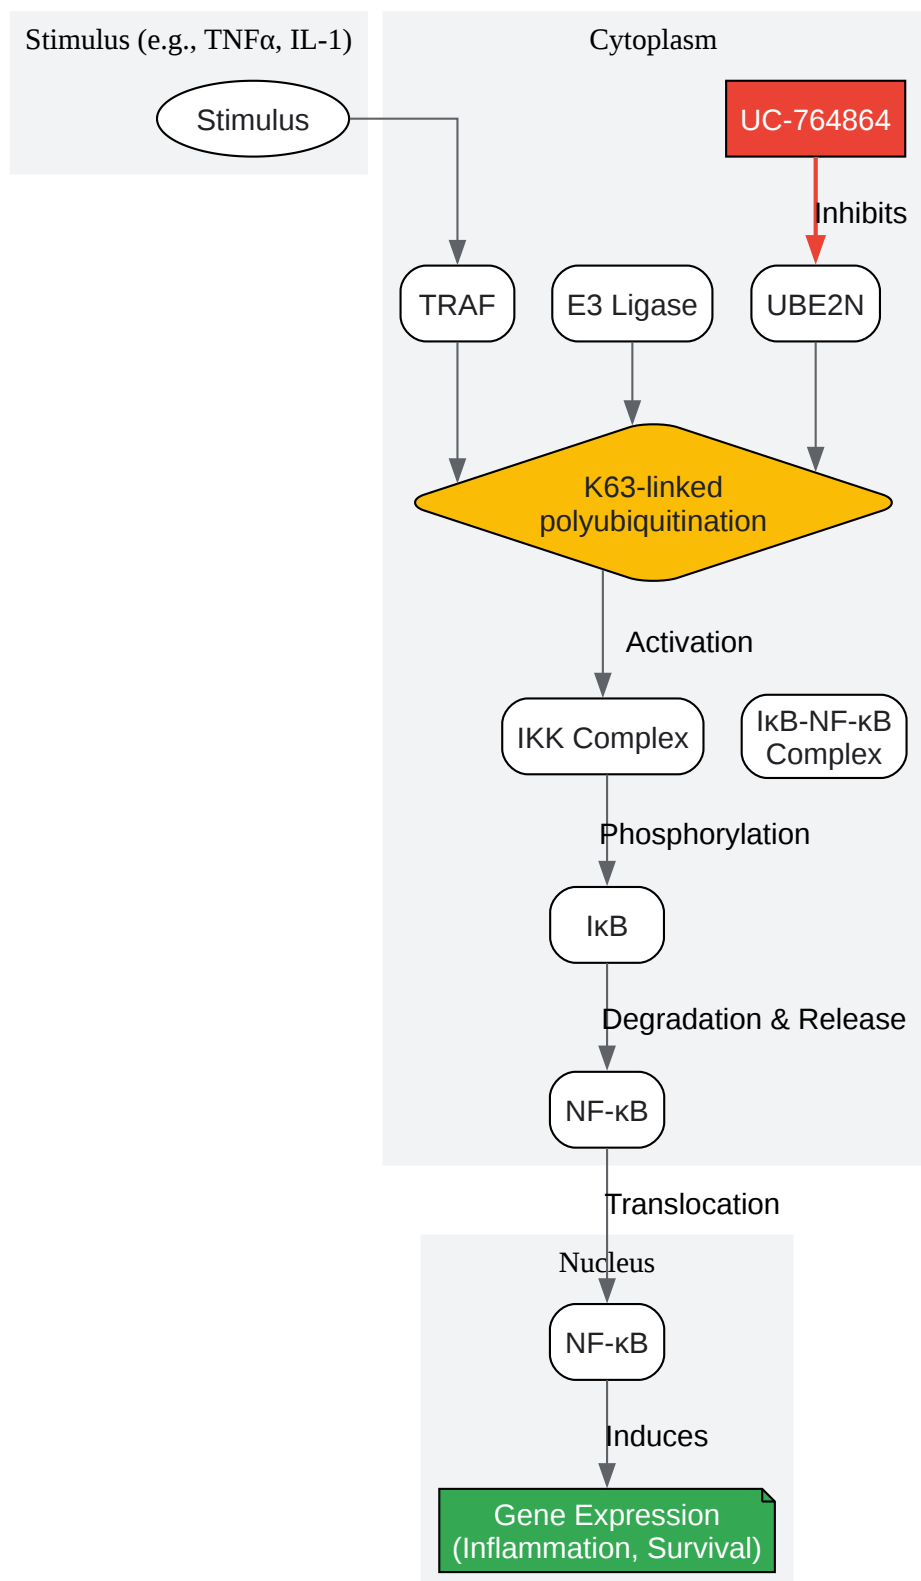 Stimulus (e.g., TNFα, IL-1)
Cytoplasm
Stimulus
UC-764864
Inhibits
TRAF
E3 Ligase
UBE2N
K63-linked
polyubiquitination
Activation
IKK Complex
IκB-NF-κB
Complex
Phosphorylation
IκB
Degradation & Release
NF-κB
Translocation
Nucleus
NF-κB
Induces
Gene Expression
(Inflammation, Survival)